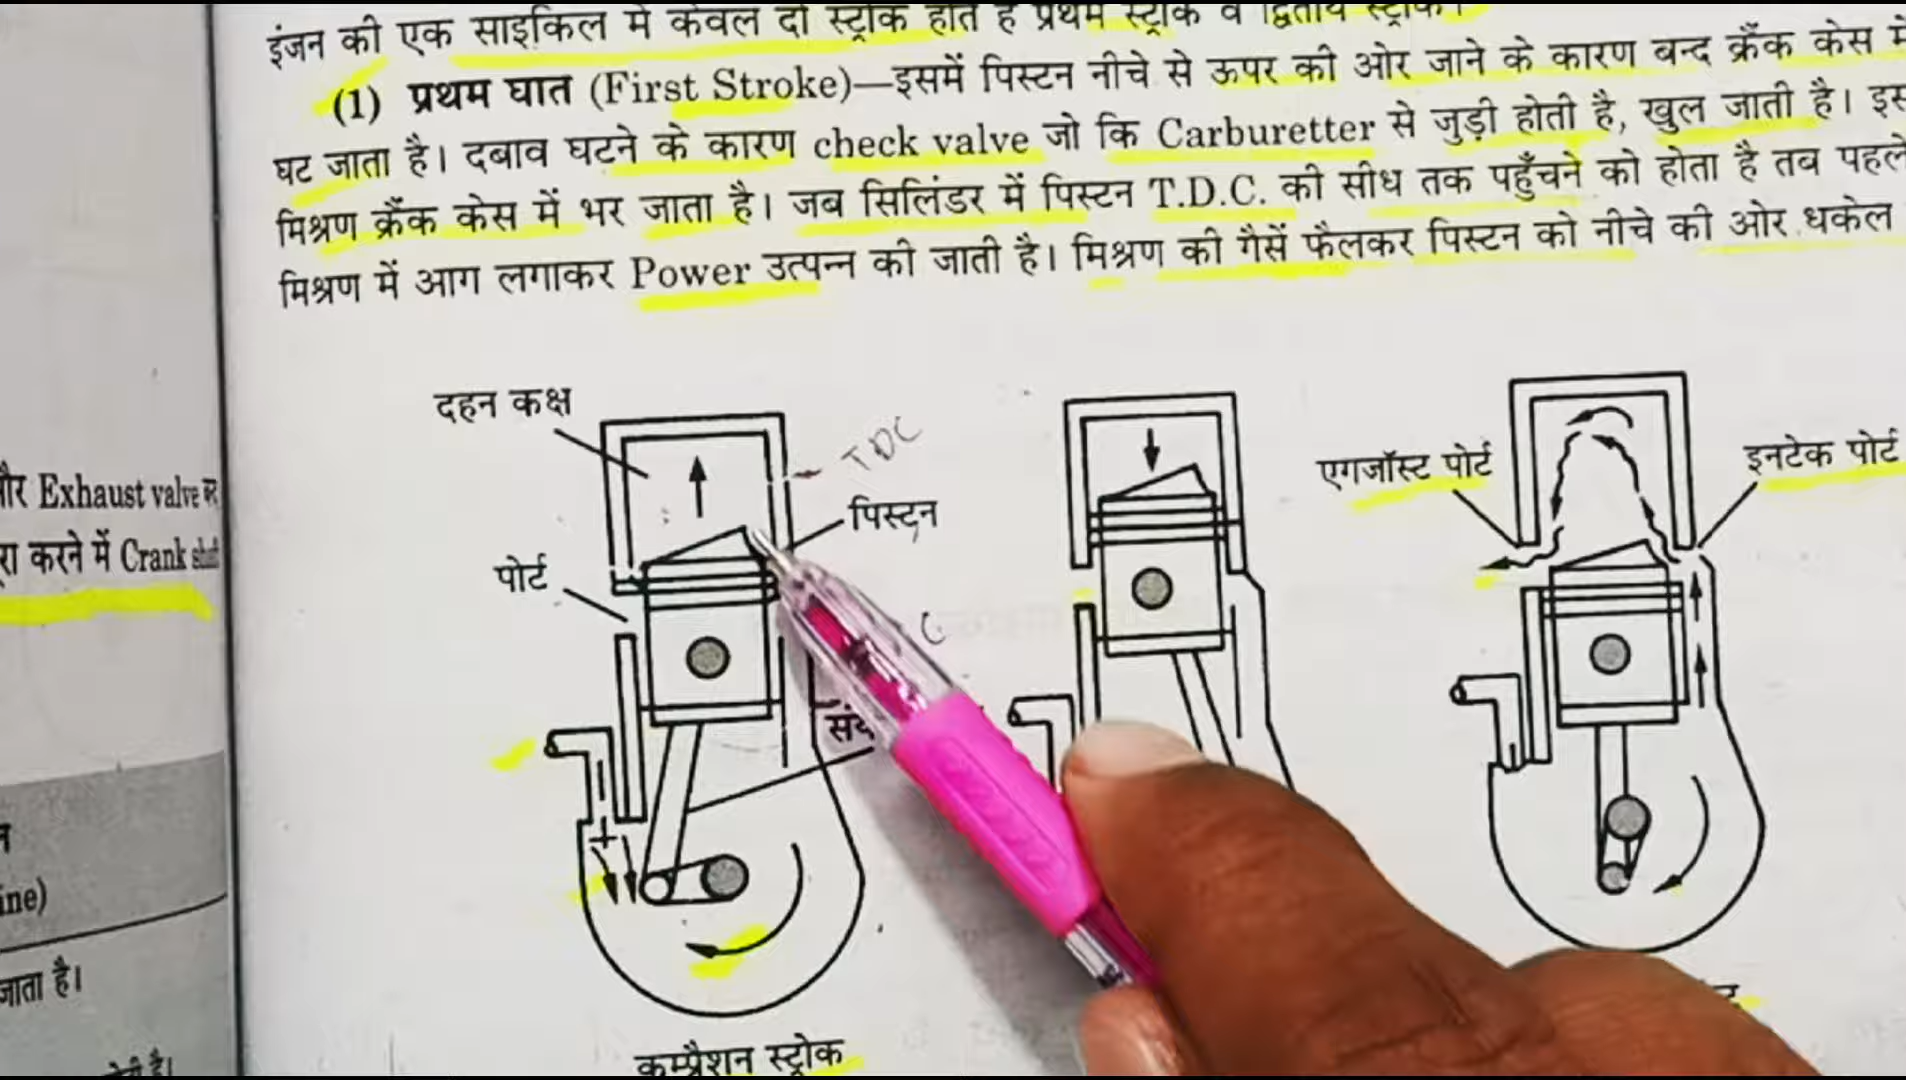 इंजन की एक साइकिल में केवल दो स्ट्रोक होते हैं प्रथम स्ट्रोक व द्वितीय स्ट्रोक।
(1) प्रथम घात (First Stroke)—इसमें पिस्टन नीचे से ऊपर की ओर जाने के कारण बन्द क्रैंक केस में
घट जाता है। दबाव घटने के कारण check valve जो कि Carburetter से जुड़ी होती है, खुल जाती है। इस
मिश्रण क्रैंक केस में भर जाता है। जब सिलिंडर में पिस्टन T.D.C. की सीध तक पहुँचने को होता है तब पहले
मिश्रण में आग लगाकर Power उत्पन्न की जाती है। मिश्रण की गैसें फैलकर पिस्टन को नीचे की ओर धकेल
दहन कक्ष
TDC
पिस्टन
पोर्ट
एगजॉस्ट पोर्ट
इनटेक पोर्ट
कम्प्रैशन स्ट्रोक
और Exhaust valve
करने में Crank shaft
जाता है।